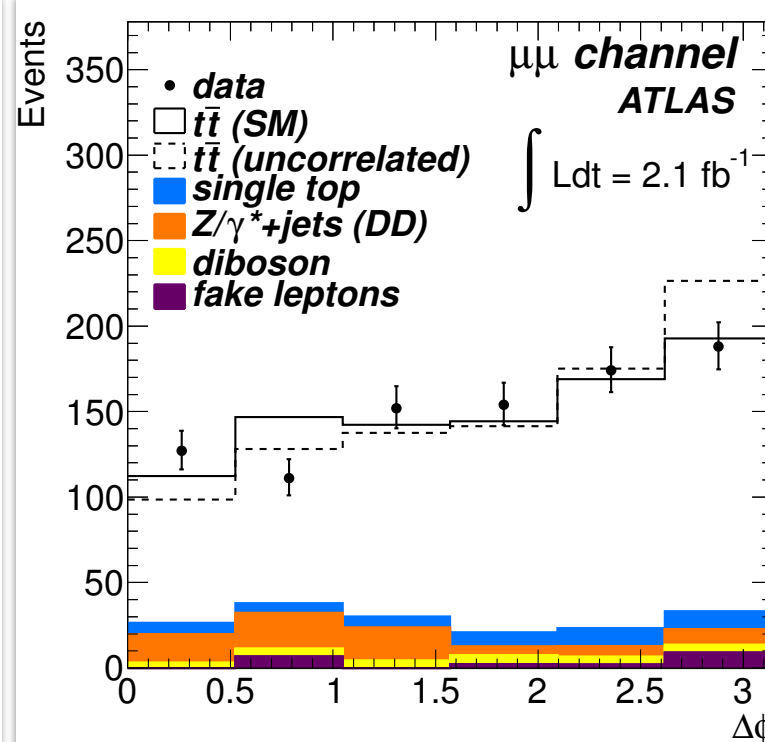 Events
μμ channel
ATLAS
∫ Ldt = 2.1 fb⁻¹
data
tt̄ (SM)
tt̄ (uncorrelated)
single top
Z/γ*+jets (DD)
diboson
fake leptons
350
300
250
200
150
100
50
0
0 0.5 1 1.5 2 2.5 3
Δϕ